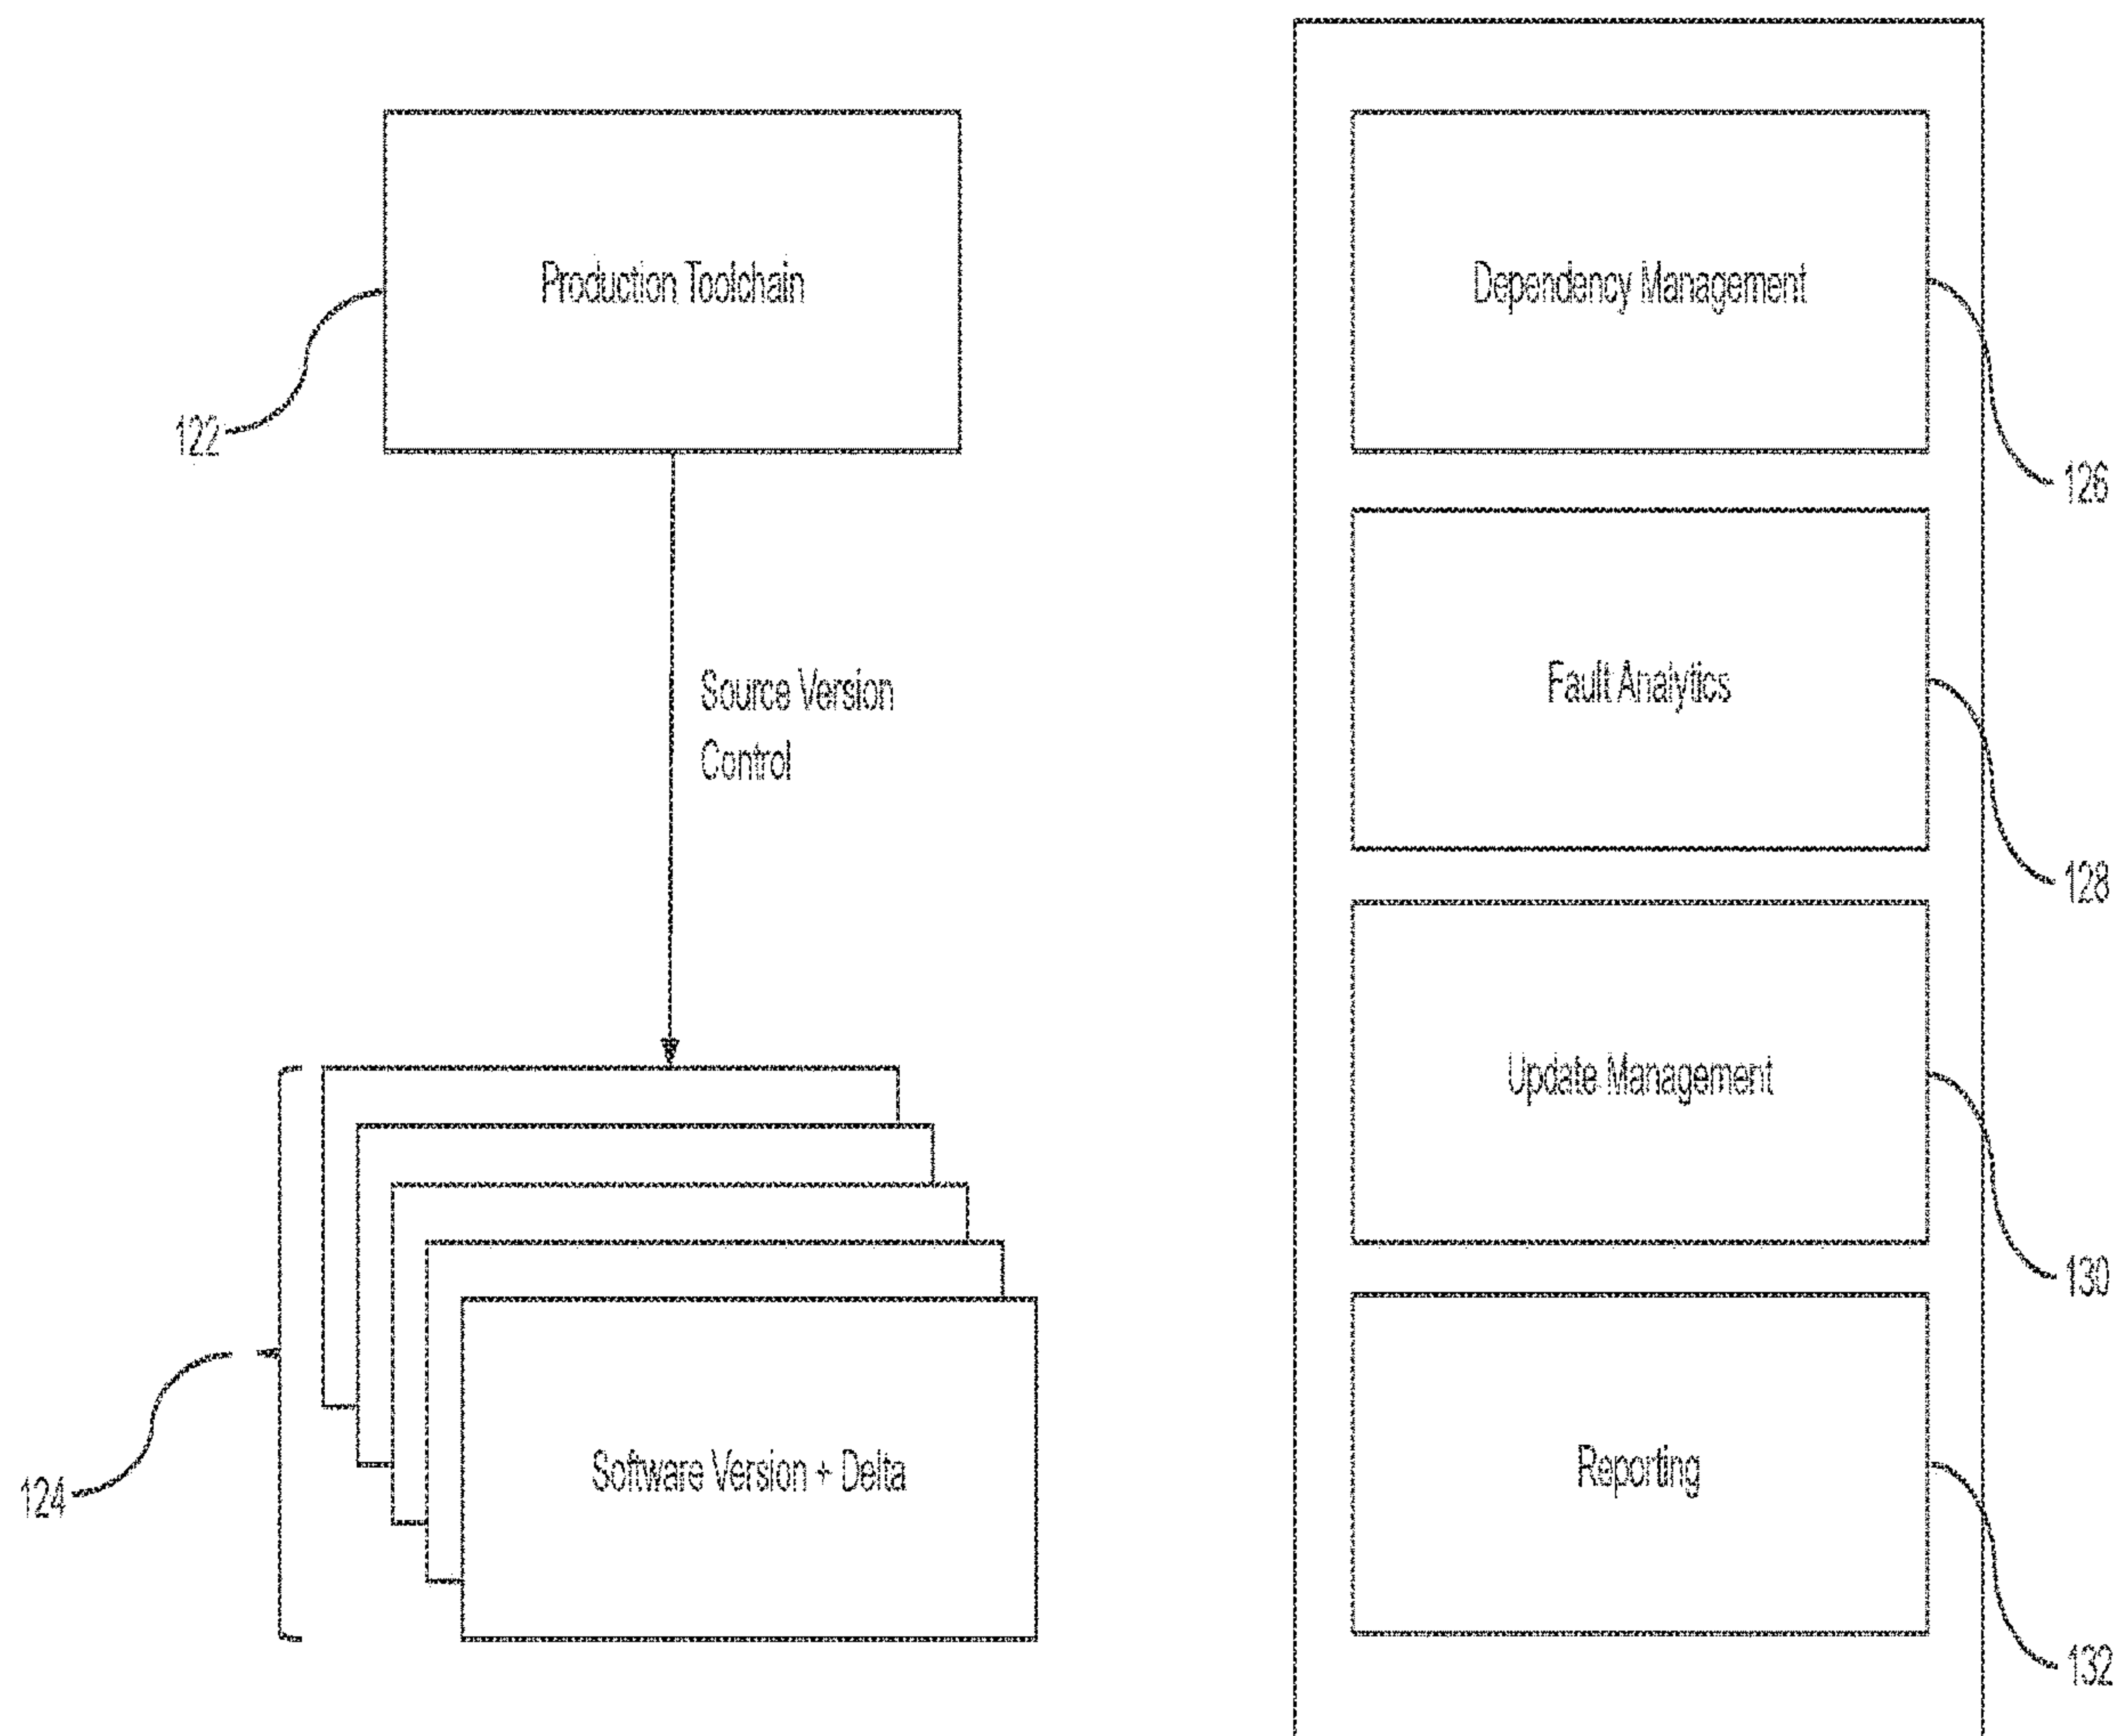 Production Toolchain
122
Source Version
Control
Software Version + Delta
124
Dependency Management
126
Fault Analytics
128
Update Management
130
Reporting
132